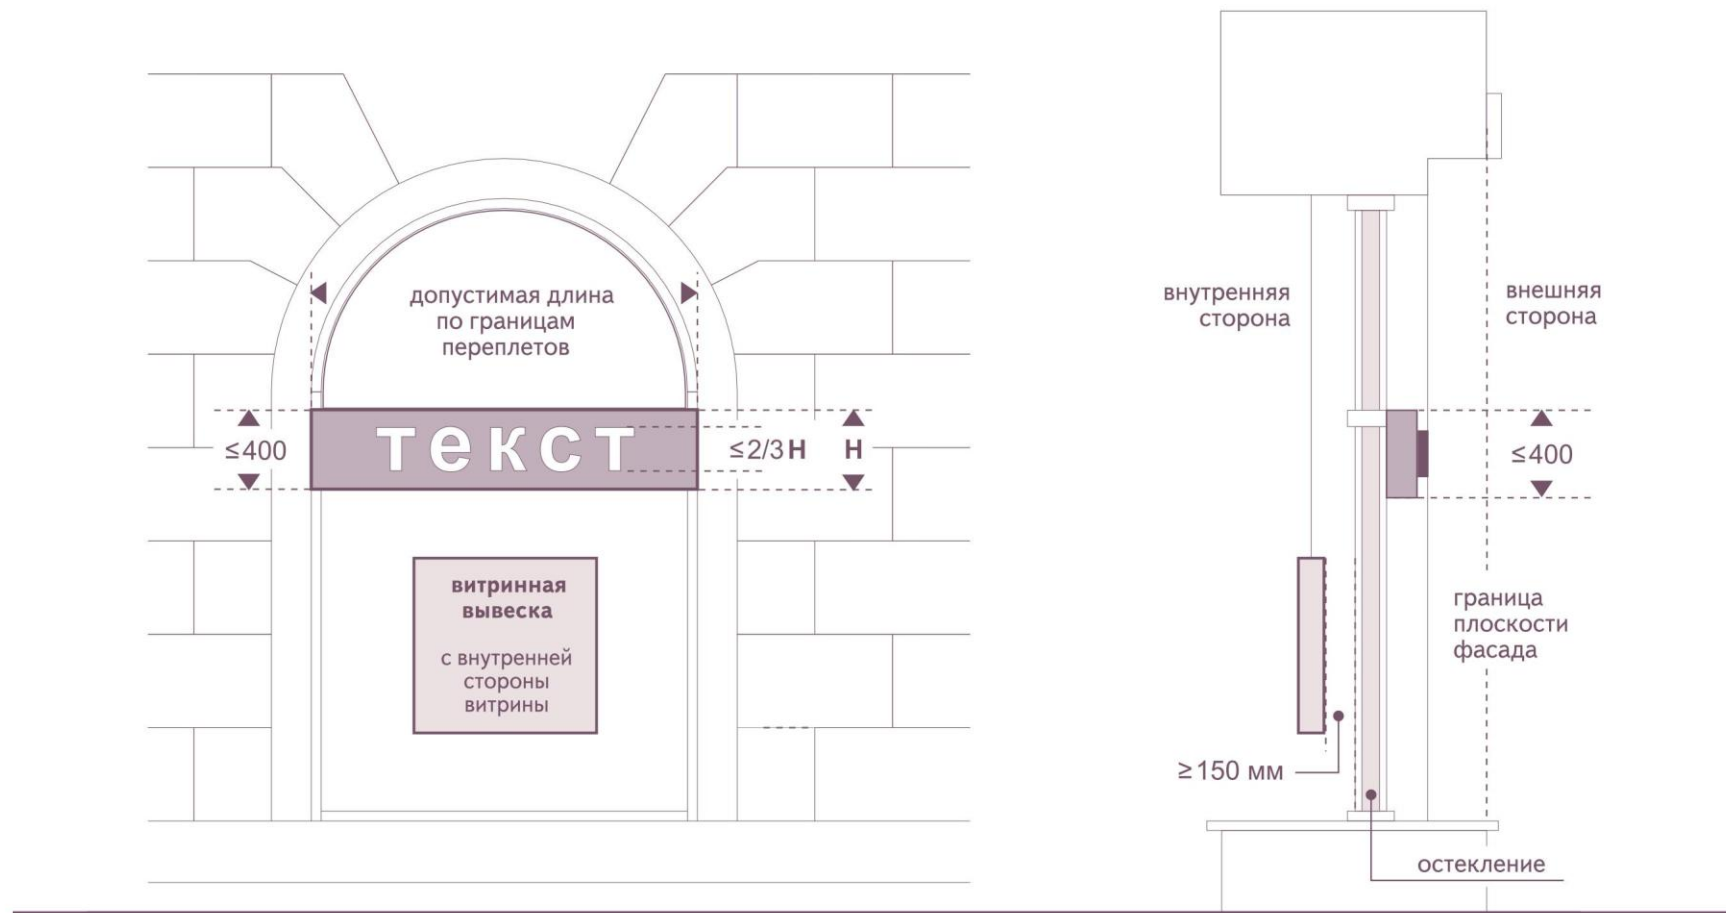 допустимая длина
по границам
переплетов
≤400
текст
≤2/3 H
H
витринная
вывеска
с внутренней
стороны
витрины
внутренняя
сторона
внешняя
сторона
≤400
граница
плоскости
фасада
≥150 мм
остекление